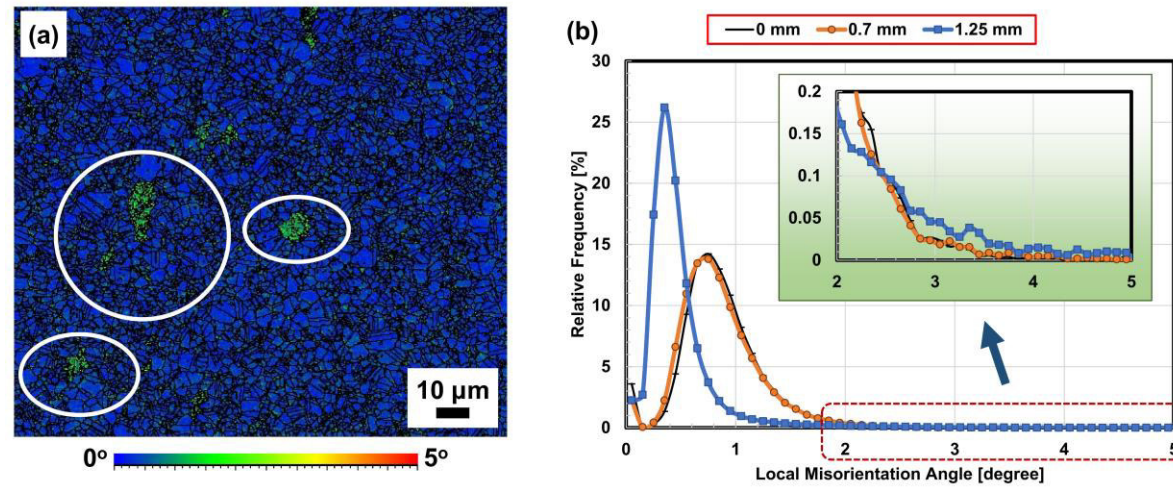 (a)
10 µm
0º
5º
(b)
0 mm
0.7 mm
1.25 mm
30
25
20
15
10
5
0
Relative Frequency [%]
0
1
2
3
4
5
Local Misorientation Angle [degree]
0.2
0.15
0.1
0.05
0
2
3
4
5